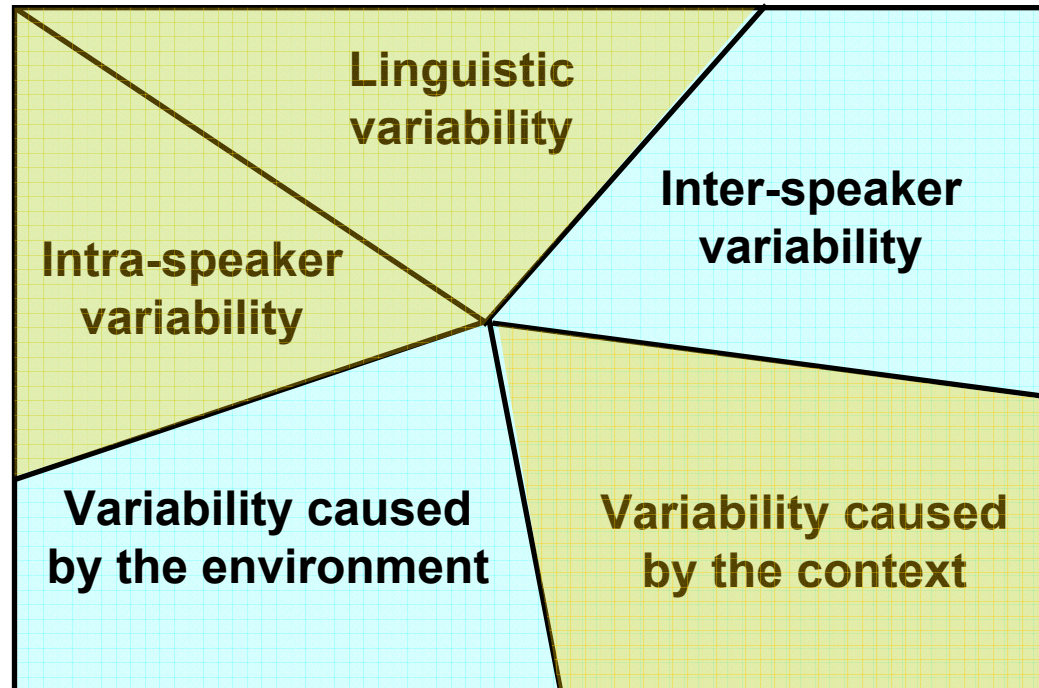 Linguistic
variability
Inter-speaker
variability
Intra-speaker
variability
Variability caused
by the environment
Variability caused
by the context